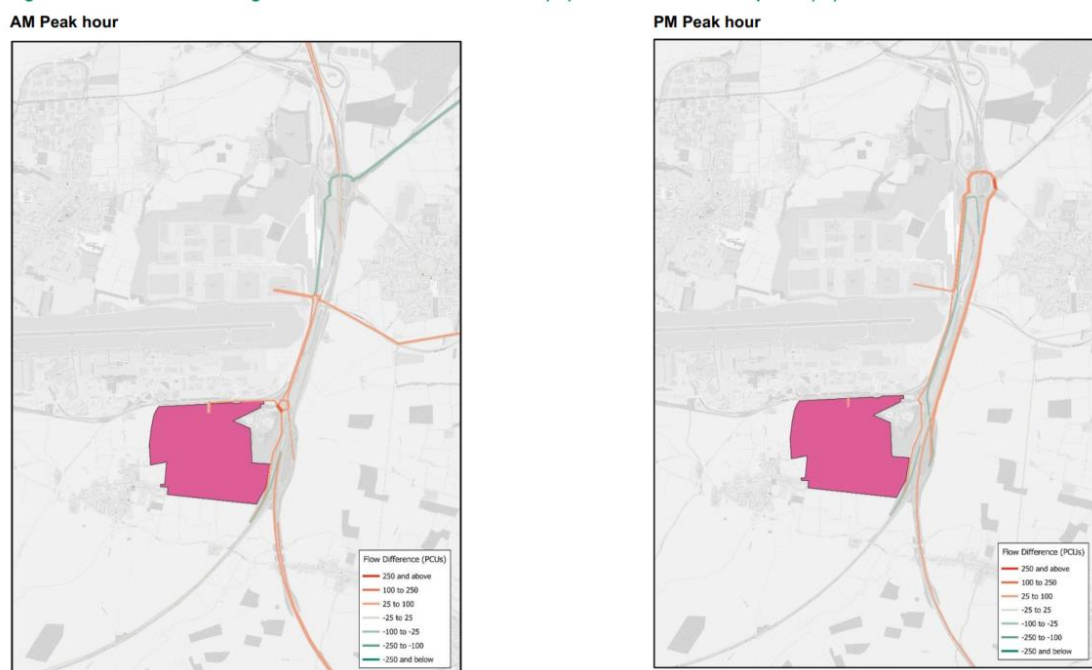 AM Peak hour
PM Peak hour
Flow Difference (PCUs)
250 and above
100 to 250
25 to 100
-25 to 25
-100 to -25
-250 to -100
-250 and below
Flow Difference (PCUs)
250 and above
100 to 250
25 to 100
-25 to 25
-100 to -25
-250 to -100
-250 and below